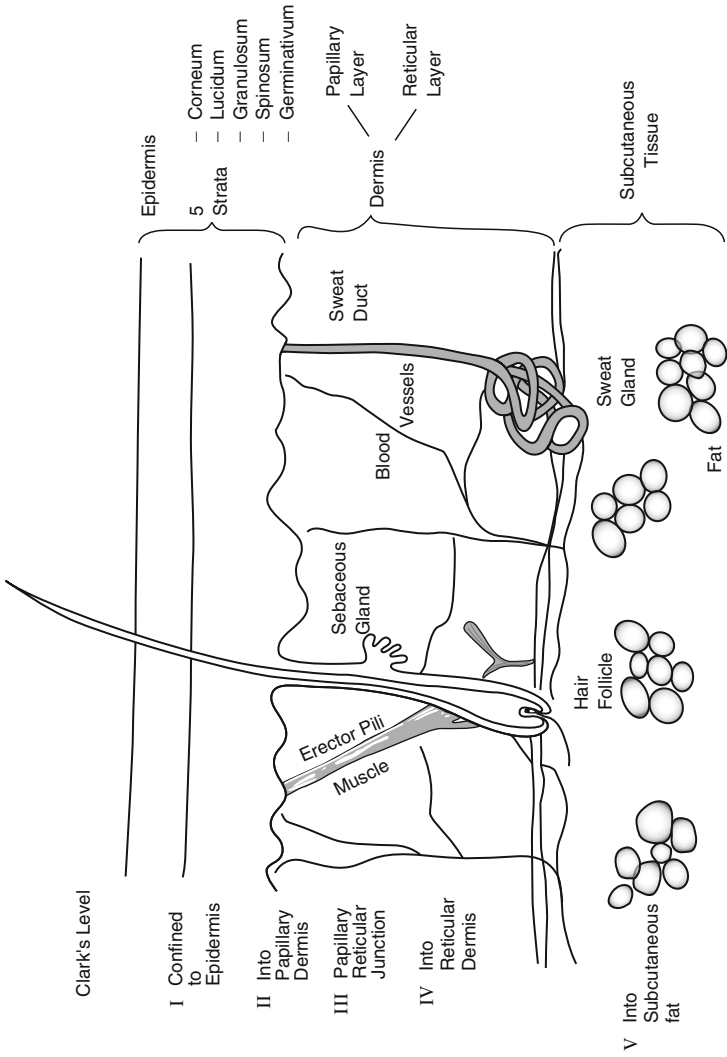 Clark's Level
I Confined
to
Epidermis
II Into
Papillary
Dermis
III Papillary
Reticular
Junction
IV Into
Reticular
Dermis
V Into
Subcutaneous
fat
Erector Pili
Muscle
Sebaceous
Gland
Hair
Follicle
Blood
Vessels
Sweat
Duct
Sweat
Gland
Fat
Epidermis
5
Strata
– Corneum
– Lucidum
– Granulosum
– Spinosum
– Germinativum
Dermis
Papillary
Layer
Reticular
Layer
Subcutaneous
Tissue